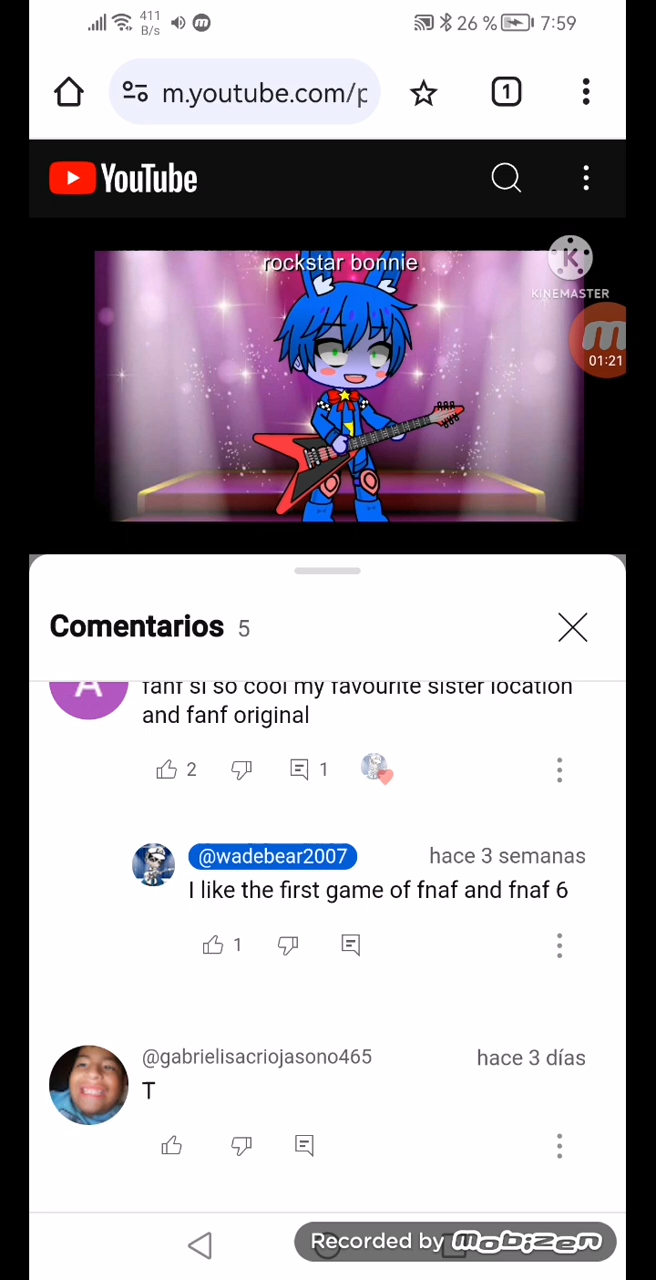 411
B/s
26 %
7:59
m.youtube.com/p
1
YouTube
rockstar bonnie
K
KINEMASTER
m
01:21
Comentarios 5
A
fanf si so cool my favourite sister location
and fanf original
2
1
@wadebear2007
hace 3 semanas
I like the first game of fnaf and fnaf 6
1
@gabrielisacriojasono465
hace 3 días
T
Recorded by mobizen